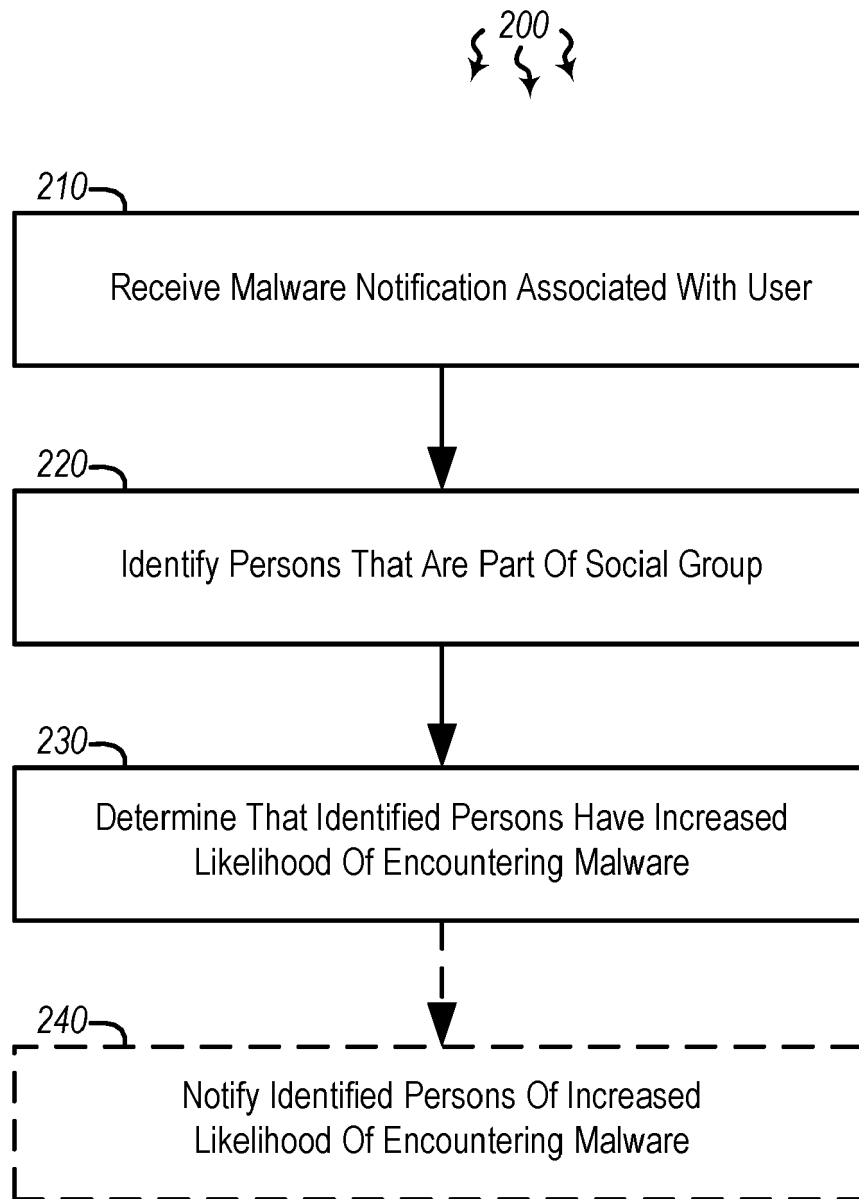 200
210
Receive Malware Notification Associated With User
220
Identify Persons That Are Part Of Social Group
230
Determine That Identified Persons Have Increased
Likelihood Of Encountering Malware
240
Notify Identified Persons Of Increased
Likelihood Of Encountering Malware